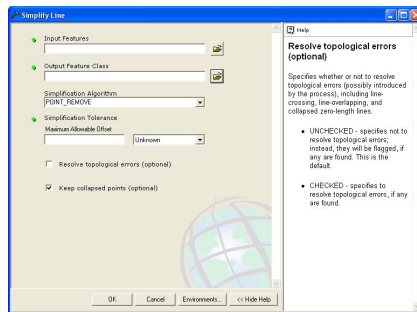 Simplify Line
Input Features
Output Feature Class
Simplification Algorithm
POINT_REMOVE
Simplification Tolerance
Maximum Allowable Offset
Unknown
Resolve topological errors (optional)
Keep collapsed points (optional)
OK
Cancel
Environments...
<< Hide Help
Help
Resolve topological errors
(optional)
Specifies whether or not to resolve
topological errors (possibly introduced
by the process), including line-
crossing, line-overlapping, and
collapsed zero-length lines.
• UNCHECKED - specifies not to
resolve topological errors;
instead, they will be flagged, if
any are found. This is the
default.
• CHECKED - specifies to
resolve topological errors, if any
are found.